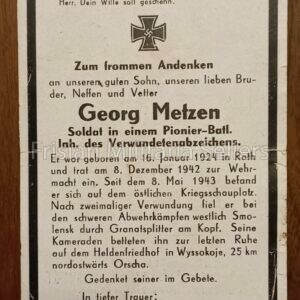 Herr, Dein Wille soll geschehn.
Zum frommen Andenken
an unseren guten Sohn, unseren lieben Bru-
der, Neffen und Vetter
Georg Metzen
Soldat in einem Pionier-Batl.
Inh. des Verwundetenabzeichens.
Er war geboren am 16. Januar 1924 in Roth
und trat am 8. Dezember 1942 zur Wehr-
macht ein. Seit dem 8. Mai 1943 befand
er sich auf dem östlichen Kriegsschauplatz.
Nach zweimaliger Verwundung fiel er bei
den schweren Abwehrkämpfen westlich Smo-
lensk durch Granatsplitter am Kopf. Seine
Kameraden betteten ihn zur letzten Ruhe
auf dem Heldenfriedhof in Wyssokoje, 25 km
nordostwärts Orscha.
Gedenket seiner im Gebete.
In tiefer Trauer: